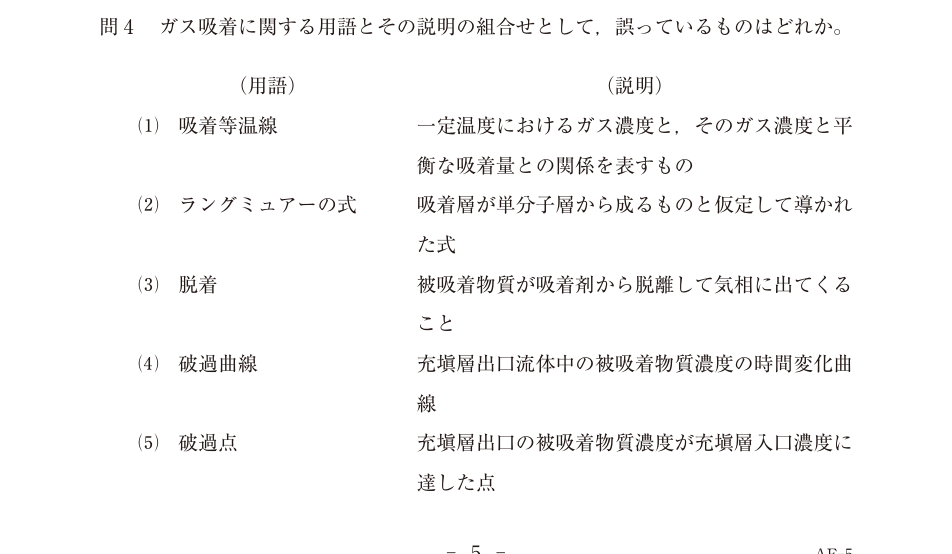 問 4 ガス吸着に関する用語とその説明の組合せとして，誤っているものはどれか。
（用語） （説明）
⑴ 吸着等温線 一定温度におけるガス濃度と，そのガス濃度と平
衡な吸着量との関係を表すもの
⑵ ラングミュアーの式 吸着層が単分子層から成るものと仮定して導かれ
た式
⑶ 脱着 被吸着物質が吸着剤から脱離して気相に出てくる
こと
⑷ 破過曲線 充塡層出口流体中の被吸着物質濃度の時間変化曲
線
⑸ 破過点 充塡層出口の被吸着物質濃度が充塡層入口濃度に
達した点
− 5 −